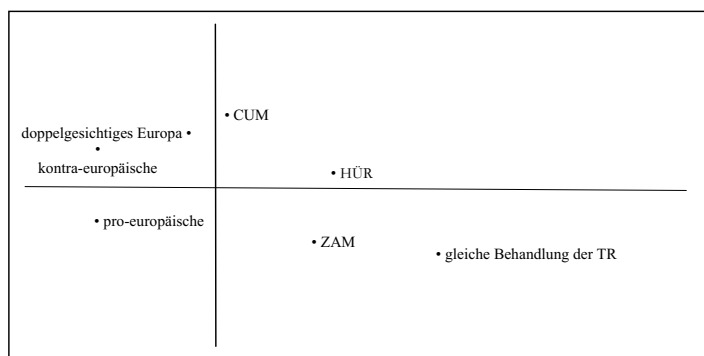 • CUM
doppelgesichtiges Europa •
•
kontra-europäische
• HÜR
• pro-europäische
• ZAM
• gleiche Behandlung der TR